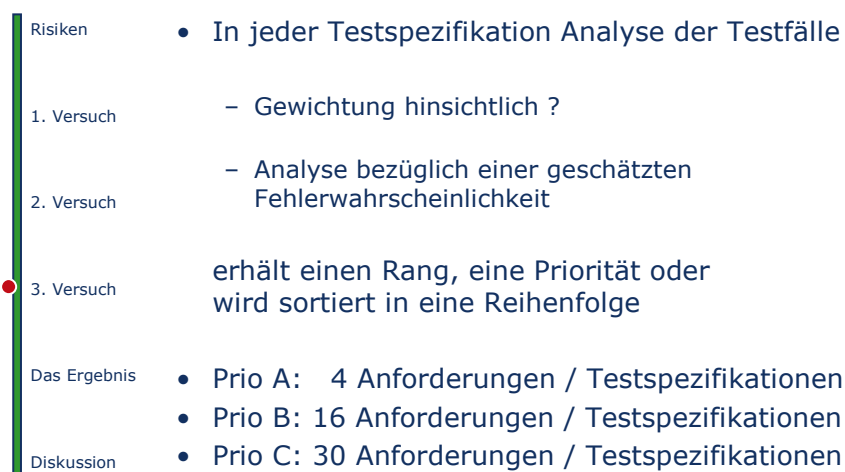 Risiken
1. Versuch
2. Versuch
3. Versuch
Das Ergebnis
Diskussion
• In jeder Testspezifikation Analyse der Testfälle
– Gewichtung hinsichtlich ?
– Analyse bezüglich einer geschätzten
Fehlerwahrscheinlichkeit
erhält einen Rang, eine Priorität oder
wird sortiert in eine Reihenfolge
• Prio A: 4 Anforderungen / Testspezifikationen
• Prio B: 16 Anforderungen / Testspezifikationen
• Prio C: 30 Anforderungen / Testspezifikationen